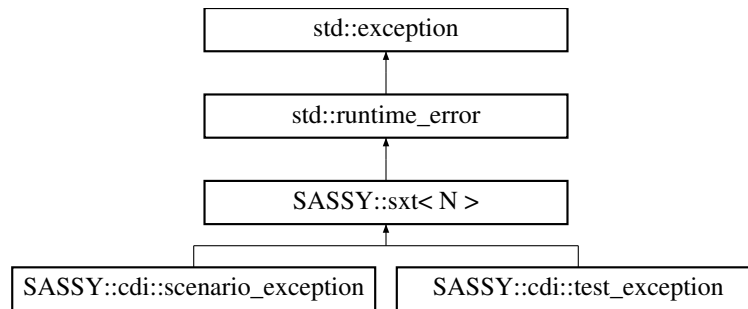 std::exception
std::runtime_error
SASSY::sxt< N >
SASSY::cdi::scenario_exception
SASSY::cdi::test_exception